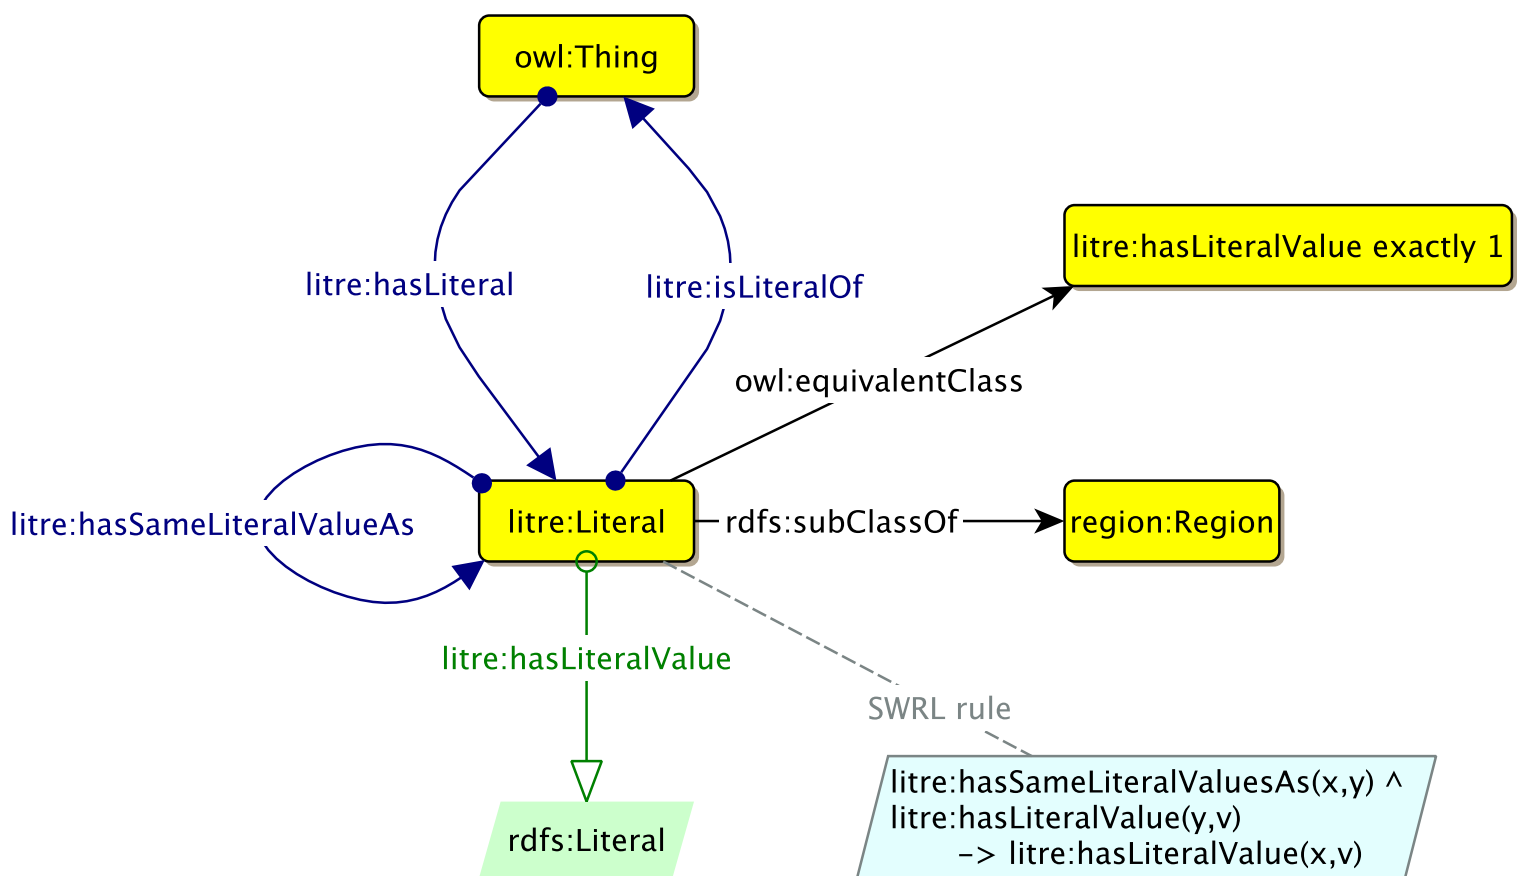 owl:Thing
litre:hasLiteralValue exactly 1
litre:hasLiteral
litre:isLiteralOf
owl:equivalentClass
litre:hasSameLiteralValueAs
litre:Literal
rdfs:subClassOf
region:Region
litre:hasLiteralValue
SWRL rule
litre:hasSameLiteralValuesAs(x,y) ^
litre:hasLiteralValue(y,v)
-> litre:hasLiteralValue(x,v)
rdfs:Literal